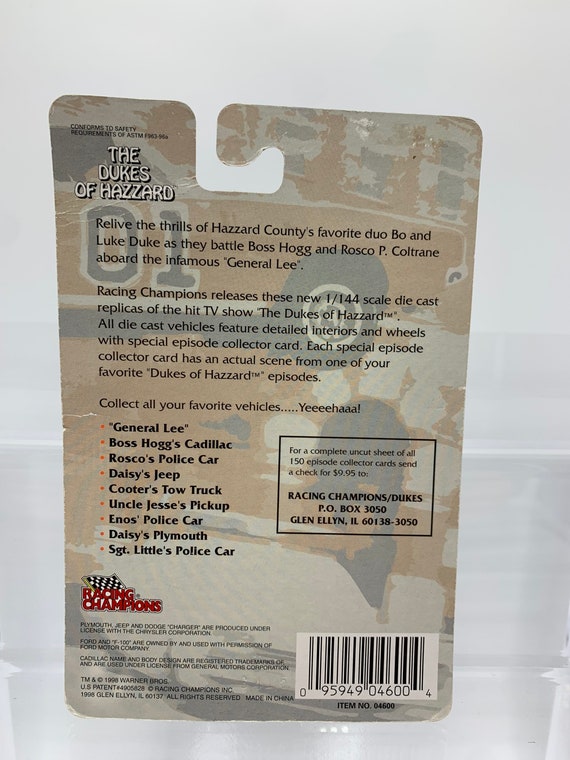 CONFORMS TO SAFETY
REQUIREMENTS OF ASTM F963-96a
THE
DUKES
OF HAZZARD
01
Relive the thrills of Hazzard County's favorite duo Bo and
Luke Duke as they battle Boss Hogg and Rosco P. Coltrane
aboard the infamous "General Lee".
Racing Champions releases these new 1/144 scale die cast
replicas of the hit TV show "The Dukes of Hazzard™".
All die cast vehicles feature detailed interiors and wheels
with special episode collector card. Each special episode
collector card has an actual scene from one of your
favorite "Dukes of Hazzard™" episodes.
Collect all your favorite vehicles.....Yeeeehaaa!
• "General Lee"
• Boss Hogg's Cadillac
• Rosco's Police Car
• Daisy's Jeep
• Cooter's Tow Truck
• Uncle Jesse's Pickup
• Enos' Police Car
• Daisy's Plymouth
• Sgt. Little's Police Car
For a complete uncut sheet of all
150 episode collector cards send
a check for $9.95 to:
RACING CHAMPIONS/DUKES
P.O. BOX 3050
GLEN ELLYN, IL 60138-3050
RACING
CHAMPIONS
PLYMOUTH, JEEP AND DODGE "CHARGER" ARE PRODUCED UNDER
LICENSE WITH THE CHRYSLER CORPORATION.
FORD AND "F-100" ARE OWNED BY AND USED WITH PERMISSION OF
FORD MOTOR COMPANY.
CADILLAC NAME AND BODY DESIGN ARE REGISTERED TRADEMARKS OF
AND ARE USED UNDER LICENSE FROM GENERAL MOTORS CORPORATION.
TM & © 1998 WARNER BROS.
U.S PATENT#4905828 © RACING CHAMPIONS INC.
1998 GLEN ELLYN, IL 60137 ALL RIGHTS RESERVED. MADE IN CHINA
0 95949 04600 4
ITEM NO. 04600